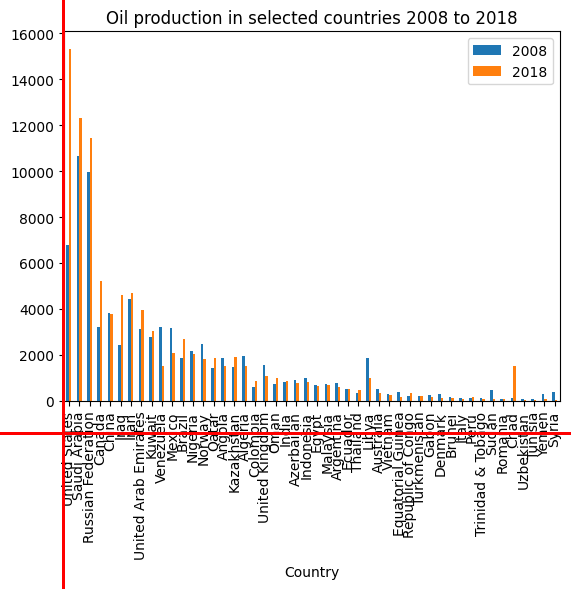 Oil production in selected countries 2008 to 2018
2008
2018
16000
14000
12000
10000
8000
6000
4000
2000
0
United States
Saudi Arabia
Russian Federation
Canada
China
Iraq
Iran
United Arab Emirates
Kuwait
Venezuela
Mexico
Brazil
Nigeria
Norway
Qatar
Angola
Kazakhstan
Algeria
Colombia
United Kingdom
Oman
India
Azerbaijan
Indonesia
Egypt
Malaysia
Argentina
Ecuador
Thailand
Libya
Australia
Vietnam
Equatorial Guinea
Republic of Congo
Turkmenistan
Gabon
Denmark
Brunei
Italy
Peru
Trinidad & Tobago
Sudan
Romania
Chad
Uzbekistan
Tunisia
Yemen
Syria
Country